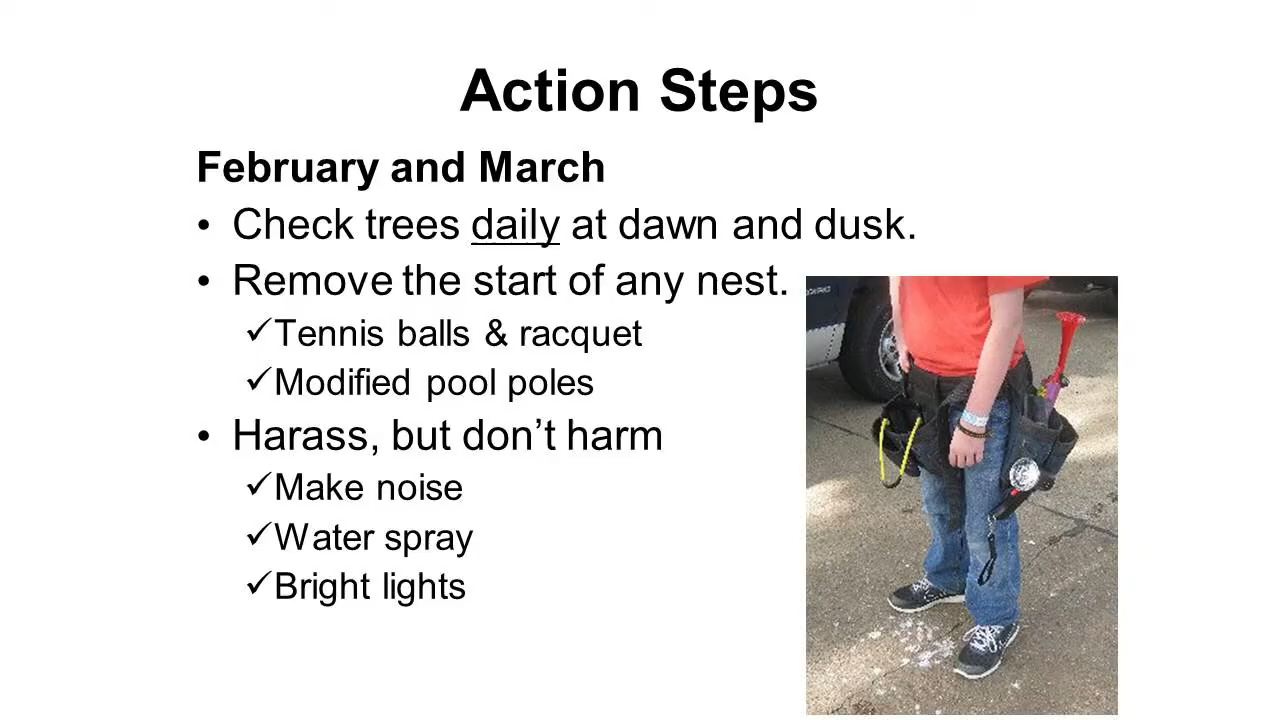 Action Steps
February and March
• Check trees daily at dawn and dusk.
• Remove the start of any nest.
✓Tennis balls & racquet
✓Modified pool poles
• Harass, but don’t harm
✓Make noise
✓Water spray
✓Bright lights